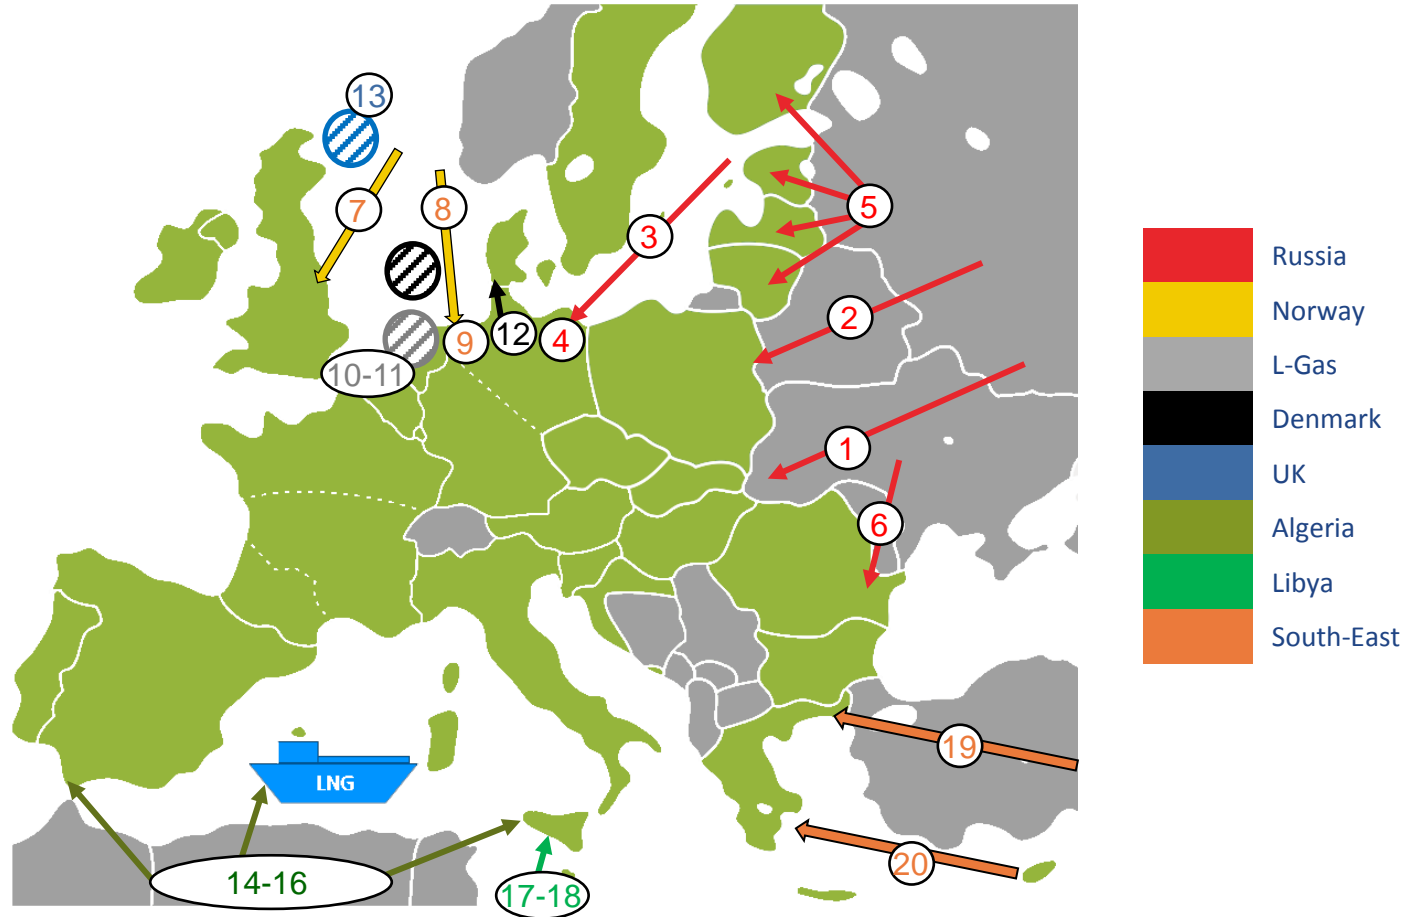 13
7
8
5
3
2
12
4
9
10-11
1
6
19
LNG
20
14-16
17-18
Russia
Norway
L-Gas
Denmark
UK
Algeria
Libya
South-East